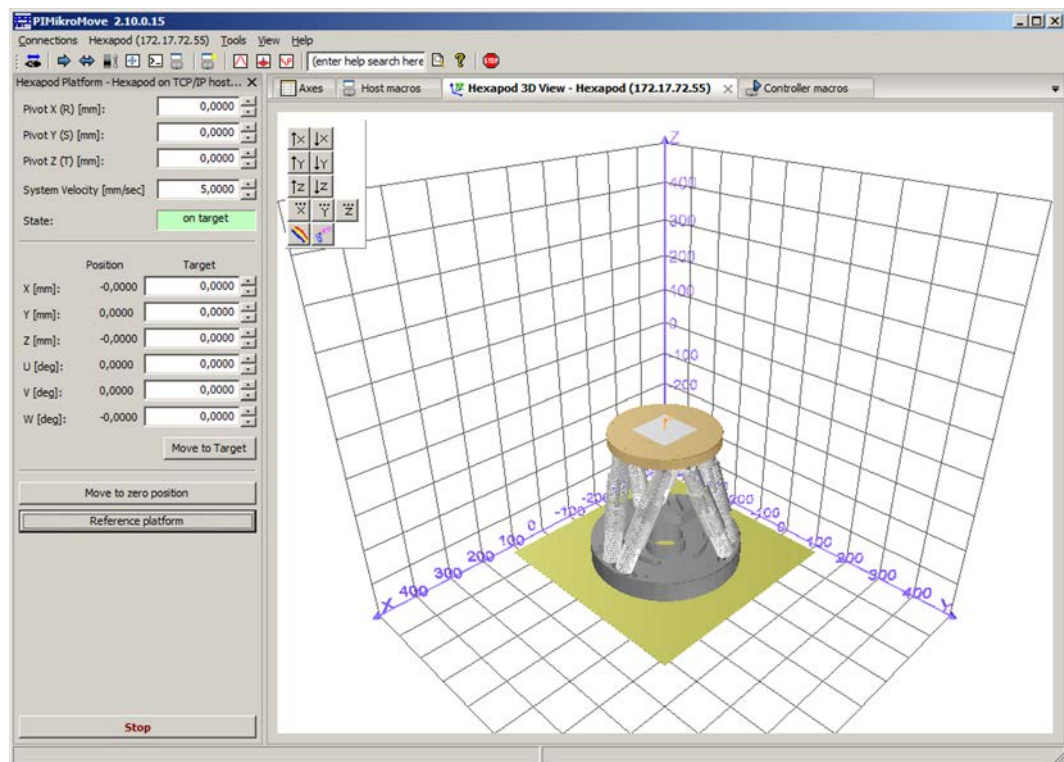 PIMikroMove 2.10.0.15
Connections Hexapod (172.17.72.55) Tools View Help
(enter help search here STOP
Hexapod Platform - Hexapod on TCP/IP host... X
Axes Host macros Hexapod 3D View - Hexapod (172.17.72.55) X Controller macros
Pivot X (R) [mm]: 0,0000
Pivot Y (S) [mm]: 0,0000
Pivot Z (T) [mm]: 0,0000
System Velocity [mm/sec] 5,0000
State: on target
Position Target
X [mm]: -0,0000 0,0000
Y [mm]: 0,0000 0,0000
Z [mm]: -0,0000 0,0000
U [deg]: 0,0000 0,0000
V [deg]: 0,0000 0,0000
W [deg]: -0,0000 0,0000
Move to Target
Move to zero position
Reference platform
Stop
X X
Y Y
Z Z
X Y Z
Z
400
300
200
100
0
-100
-200
-200
-100
0
100
200
300
400
X
200
-100
0
100
200
300
400
Y